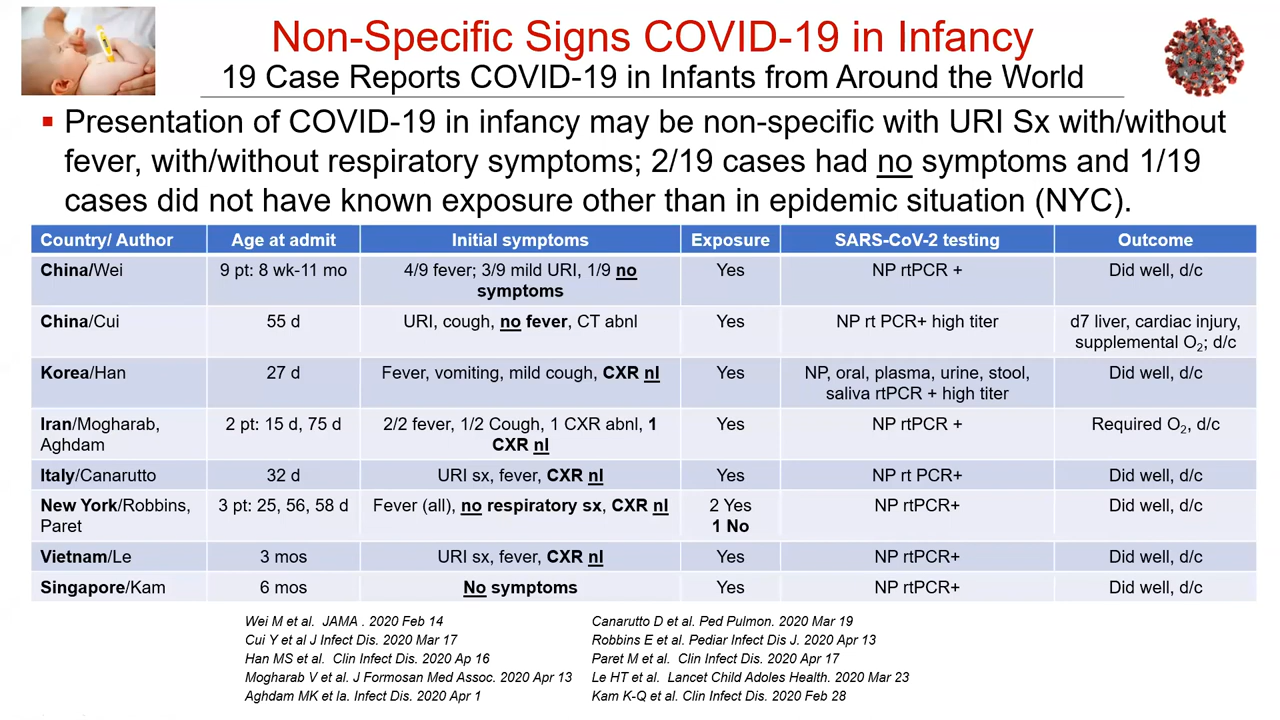 Non-Specific Signs COVID-19 in Infancy
19 Case Reports COVID-19 in Infants from Around the World
▪ Presentation of COVID-19 in infancy may be non-specific with URI Sx with/without
fever, with/without respiratory symptoms; 2/19 cases had no symptoms and 1/19
cases did not have known exposure other than in epidemic situation (NYC).
Country/ Author Age at admit Initial symptoms Exposure SARS-CoV-2 testing Outcome
China/Wei 9 pt: 8 wk-11 mo 4/9 fever; 3/9 mild URI, 1/9 no Yes NP rtPCR + Did well, d/c
symptoms
China/Cui 55 d URI, cough, no fever, CT abnl Yes NP rt PCR+ high titer d7 liver, cardiac injury,
supplemental O2; d/c
Korea/Han 27 d Fever, vomiting, mild cough, CXR nl Yes NP, oral, plasma, urine, stool, Did well, d/c
saliva rtPCR + high titer
Iran/Mogharab, 2 pt: 15 d, 75 d 2/2 fever, 1/2 Cough, 1 CXR abnl, 1 Yes NP rtPCR + Required O2, d/c
Aghdam CXR nl
Italy/Canarutto 32 d URI sx, fever, CXR nl Yes NP rt PCR+ Did well, d/c
New York/Robbins, 3 pt: 25, 56, 58 d Fever (all), no respiratory sx, CXR nl 2 Yes NP rtPCR+ Did well, d/c
Paret 1 No
Vietnam/Le 3 mos URI sx, fever, CXR nl Yes NP rtPCR+ Did well, d/c
Singapore/Kam 6 mos No symptoms Yes NP rtPCR+ Did well, d/c
Wei M et al. JAMA . 2020 Feb 14
Cui Y et al J Infect Dis. 2020 Mar 17
Han MS et al. Clin Infect Dis. 2020 Ap 16
Mogharab V et al. J Formosan Med Assoc. 2020 Apr 13
Aghdam MK et la. Infect Dis. 2020 Apr 1
Canarutto D et al. Ped Pulmon. 2020 Mar 19
Robbins E et al. Pediar Infect Dis J. 2020 Apr 13
Paret M et al. Clin Infect Dis. 2020 Apr 17
Le HT et al. Lancet Child Adoles Health. 2020 Mar 23
Kam K-Q et al. Clin Infect Dis. 2020 Feb 28